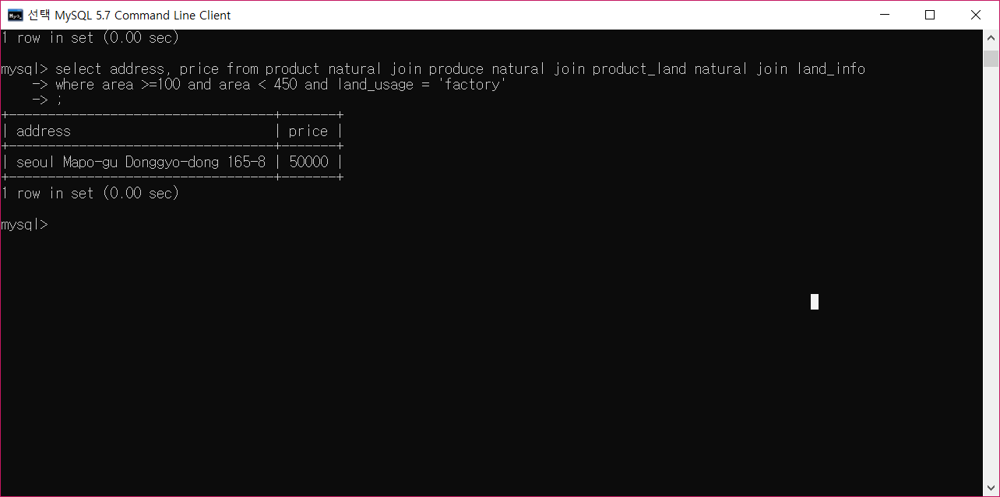 선택 MySQL 5.7 Command Line Client
1 row in set (0.00 sec)
mysql> select address, price from product natural join produce natural join product_land natural join land_info
    -> where area >=100 and area < 450 and land_usage = 'factory'
    -> ;
+----------------------------------+-------+
| address                          | price |
+----------------------------------+-------+
| seoul Mapo-gu Donggyo-dong 165-8 | 50000 |
+----------------------------------+-------+
1 row in set (0.00 sec)
mysql>